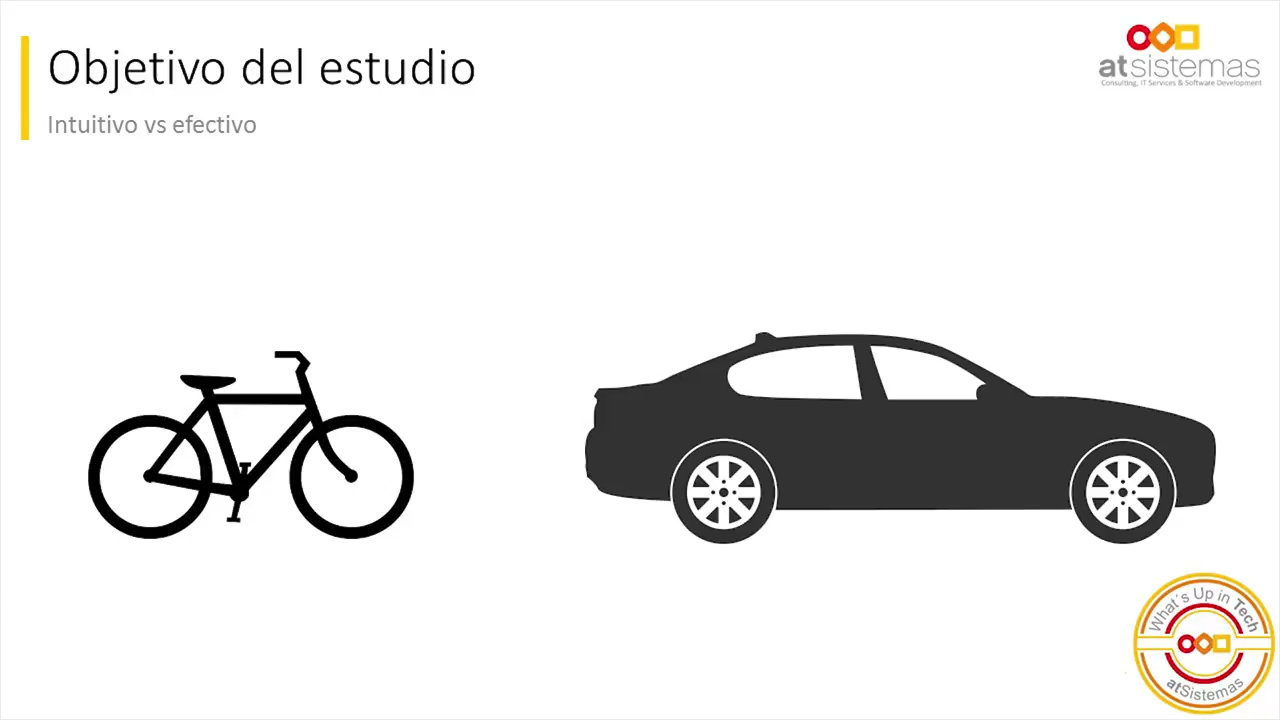 Objetivo del estudio
Intuitivo vs efectivo
atsistemas
Consulting, IT Services & Software Development
What´s Up in Tech
atSistemas